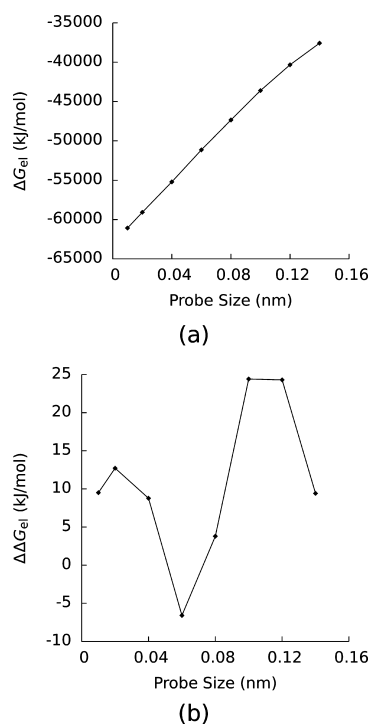 -35000
-40000
-45000
-50000
-55000
-60000
-65000
ΔGel (kJ/mol)
0 0.04 0.08 0.12 0.16
Probe Size (nm)
(a)
25
20
15
10
5
0
-5
-10
ΔΔGel (kJ/mol)
0 0.04 0.08 0.12 0.16
Probe Size (nm)
(b)